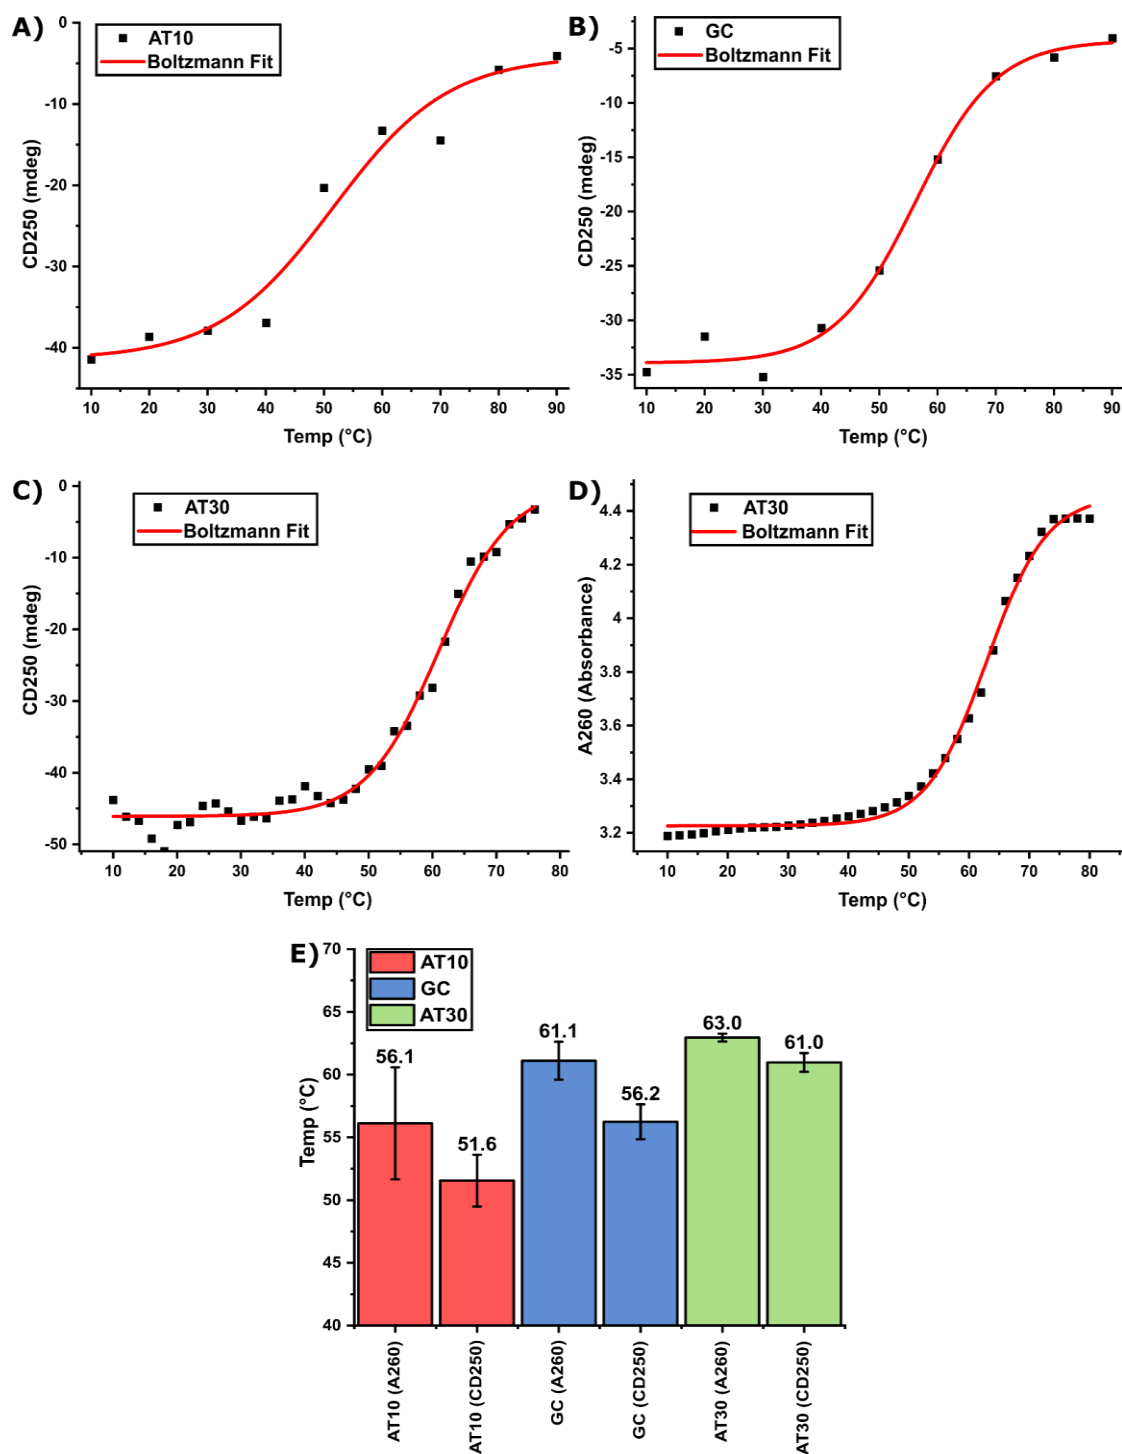 A)
AT10
Boltzmann Fit
0
-10
-20
-30
-40
CD250 (mdeg)
10 20 30 40 50 60 70 80 90
Temp (°C)
B)
GC
Boltzmann Fit
-5
-10
-15
-20
-25
-30
-35
CD250 (mdeg)
10 20 30 40 50 60 70 80 90
Temp (°C)
C)
AT30
Boltzmann Fit
0
-10
-20
-30
-40
-50
CD250 (mdeg)
10 20 30 40 50 60 70 80
Temp (°C)
D)
AT30
Boltzmann Fit
4.4
4.2
4
3.8
3.6
3.4
3.2
A260 (Absorbance)
10 20 30 40 50 60 70 80
Temp (°C)
E)
AT10
GC
AT30
70
65
60
55
50
45
40
Temp (°C)
56.1
51.6
61.1
56.2
63.0
61.0
AT10 (A260)
AT10 (CD250)
GC (A260)
GC (CD250)
AT30 (A260)
AT30 (CD250)